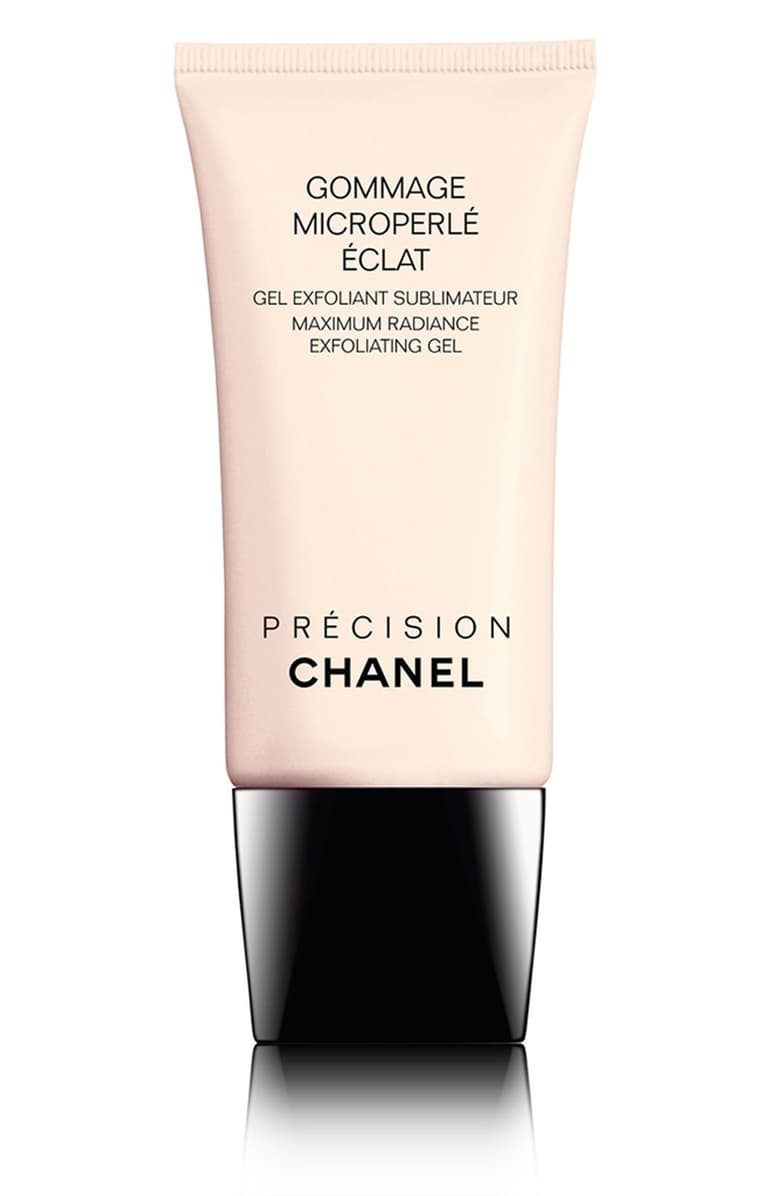 GOMMAGE
MICROPERLÉ
ÉCLAT
GEL EXFOLIANT SUBLIMATEUR
MAXIMUM RADIANCE
EXFOLIATING GEL
PRÉCISION
CHANEL